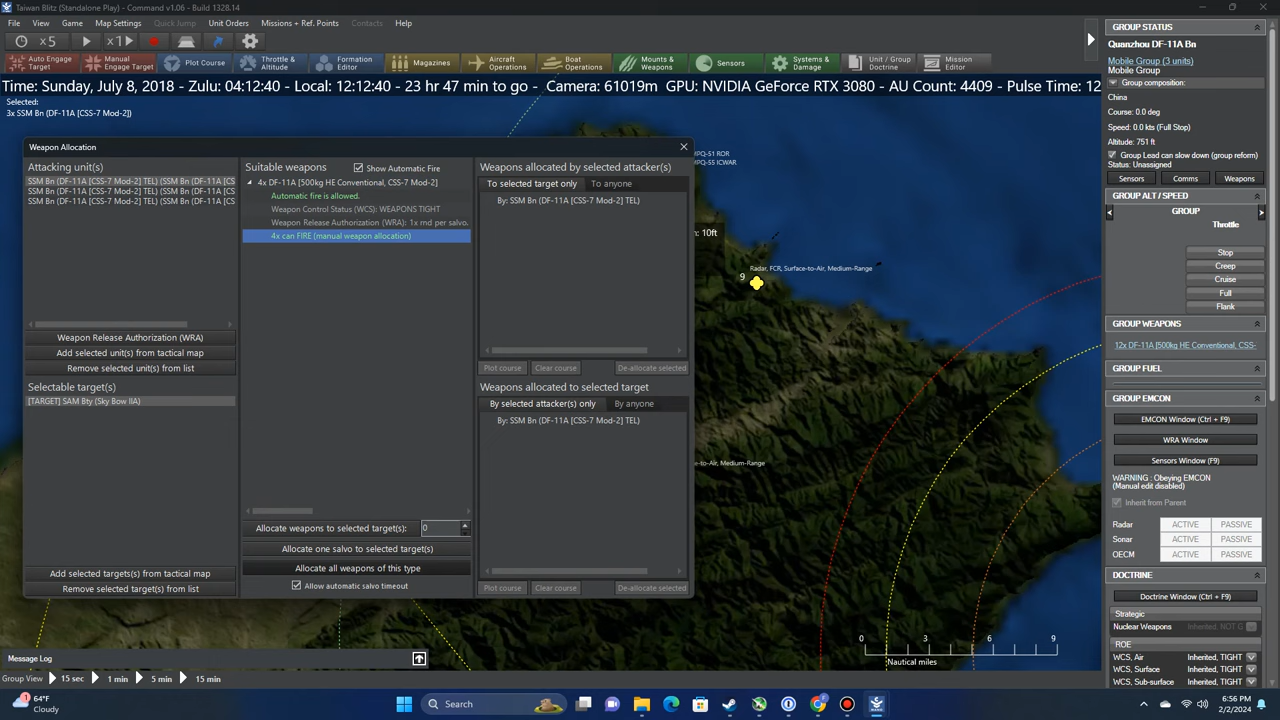 Taiwan Blitz (Standalone Play) - Command v1.06 - Build 1328.14
File View Game Map Settings Quick Jump Unit Orders Missions + Ref. Points Contacts Help
x5 x1
Auto Engage Target
Manual Engage Target
Plot Course
Throttle & Altitude
Formation Editor
Magazines
Aircraft Operations
Boat Operations
Mounts & Weapons
Sensors
Systems & Damage
Unit / Group Doctrine
Mission Editor
Time: Sunday, July 8, 2018 - Zulu: 04:12:40 - Local: 12:12:40 - 23 hr 47 min to go - Camera: 61019m GPU: NVIDIA GeForce RTX 3080 - AU Count: 4409 - Pulse Time: 12
Selected:
3x SSM Bn (DF-11A [CSS-7 Mod-2])
Weapon Allocation
Attacking unit(s)
SSM Bn (DF-11A [CSS-7 Mod-2] TEL) (SSM Bn (DF-11A [CS
SSM Bn (DF-11A [CSS-7 Mod-2] TEL) (SSM Bn (DF-11A [CS
SSM Bn (DF-11A [CSS-7 Mod-2] TEL) (SSM Bn (DF-11A [CS
Weapon Release Authorization (WRA)
Add selected unit(s) from tactical map
Remove selected unit(s) from list
Selectable target(s)
[TARGET] SAM Bty (Sky Bow IIA)
Add selected targets(s) from tactical map
Remove selected target(s) from list
Suitable weapons
Show Automatic Fire
4x DF-11A [500kg HE Conventional, CSS-7 Mod-2]
Automatic fire is allowed.
Weapon Control Status (WCS): WEAPONS TIGHT
Weapon Release Authorization (WRA): 1x rnd per salvo.
4x can FIRE (manual weapon allocation)
Allocate weapons to selected target(s): 0
Allocate one salvo to selected target(s)
Allocate all weapons of this type
Allow automatic salvo timeout
Weapons allocated by selected attacker(s)
To selected target only To anyone
By: SSM Bn (DF-11A [CSS-7 Mod-2] TEL)
Plot course Clear course De-allocate selected
Weapons allocated to selected target
By selected attacker(s) only By anyone
By: SSM Bn (DF-11A [CSS-7 Mod-2] TEL)
Plot course Clear course De-allocate selected
PQ-51 ROR
PQ-55 ICWAR
10ft
9
Radar, FCR, Surface-to-Air, Medium-Range
e-to-Air, Medium-Range
0 3 6 9
Nautical miles
Message Log
Group View 15 sec 1 min 5 min 15 min
GROUP STATUS
Quanzhou DF-11A Bn
Mobile Group (3 units)
Mobile Group
Group composition:
China
Course: 0.0 deg
Speed: 0.0 kts (Full Stop)
Altitude: 751 ft
Group Lead can slow down (group reform)
Status: Unassigned
Sensors Comms Weapons
GROUP ALT / SPEED
GROUP
Throttle
Stop
Creep
Cruise
Full
Flank
GROUP WEAPONS
12x DF-11A [500kg HE Conventional, CSS-
GROUP FUEL
GROUP EMCON
EMCON Window (Ctrl + F9)
WRA Window
Sensors Window (F9)
WARNING : Obeying EMCON
(Manual edit disabled)
Inherit from Parent
Radar ACTIVE PASSIVE
Sonar ACTIVE PASSIVE
OECM ACTIVE PASSIVE
DOCTRINE
Doctrine Window (Ctrl + F9)
Strategic
Nuclear Weapons Inherited, NOT G
ROE
WCS, Air Inherited, TIGHT
WCS, Surface Inherited, TIGHT
WCS, Sub-surface Inherited, TIGHT
1
64°F
Cloudy
Search
6:56 PM
2/2/2024